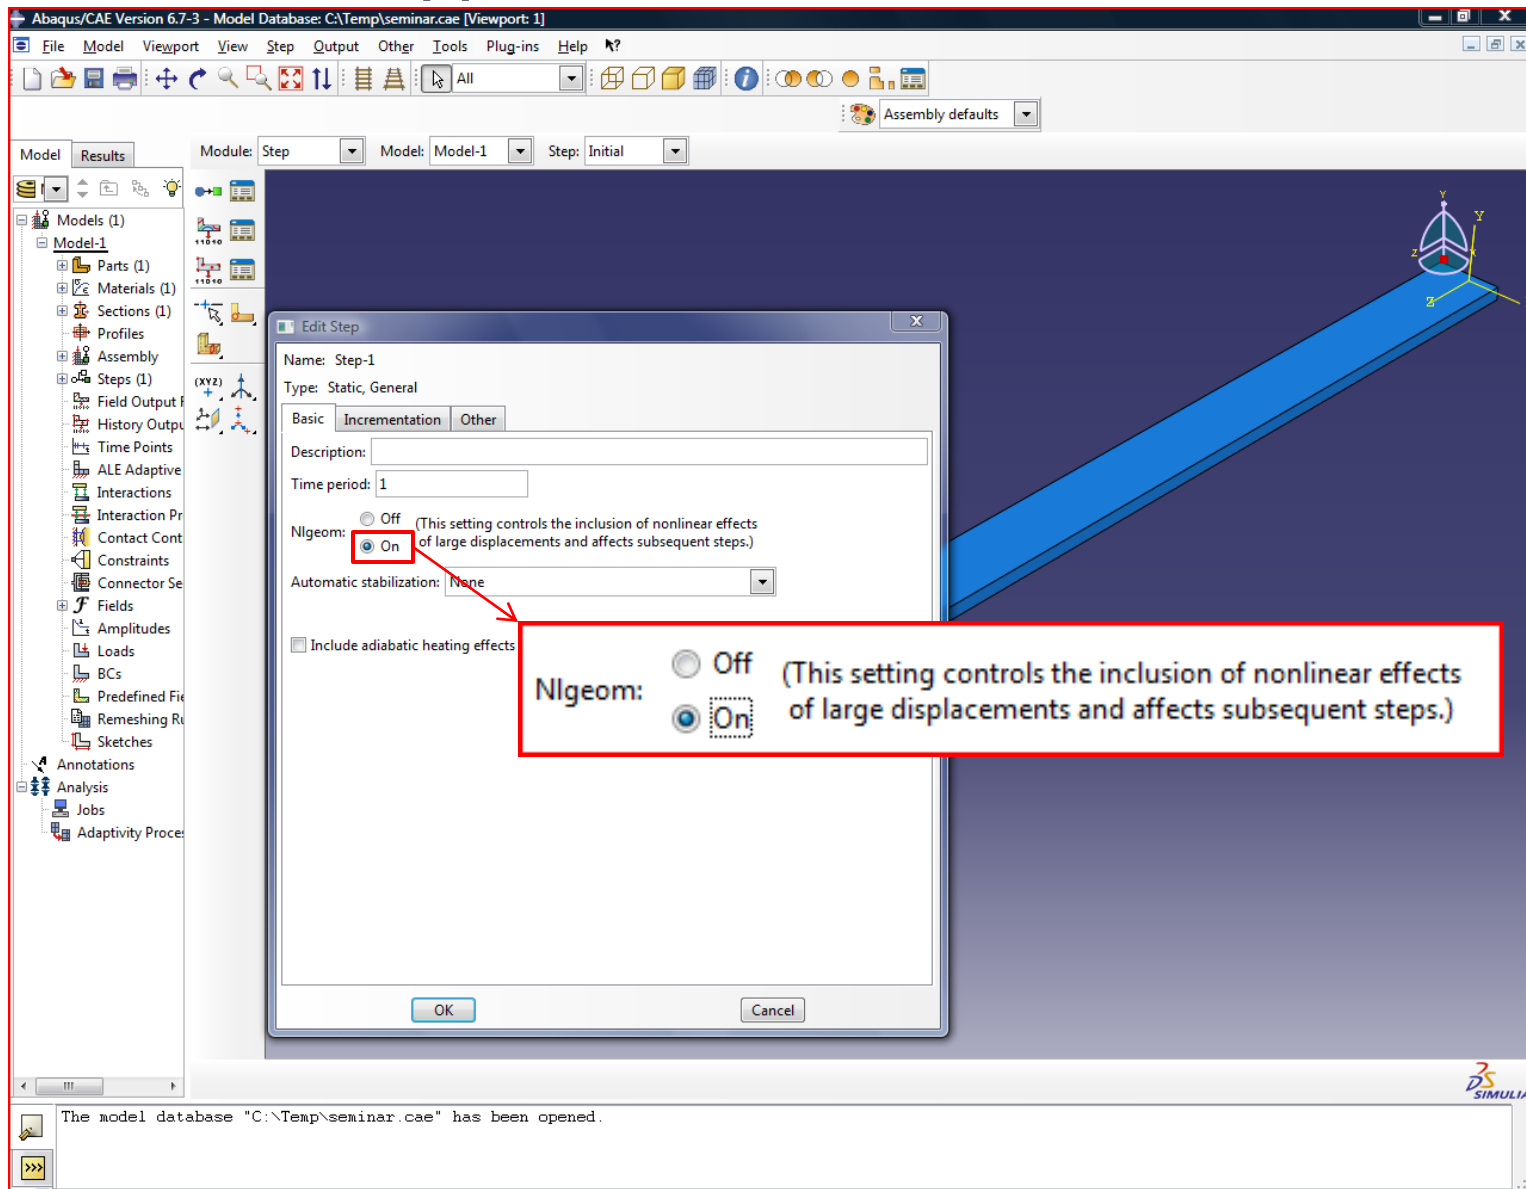 Abaqus/CAE Version 6.7-3 - Model Database: C:\Temp\seminar.cae [Viewport: 1]
File Model Viewport View Step Output Other Tools Plug-ins Help
All
Assembly defaults
Model Results
Module: Step Model: Model-1 Step: Initial
Models (1)
Model-1
Parts (1)
Materials (1)
Sections (1)
Profiles
Assembly
Steps (1)
Field Output F
History Outpu
Time Points
ALE Adaptive
Interactions
Interaction Pr
Contact Cont
Constraints
Connector Se
Fields
Amplitudes
Loads
BCs
Predefined Fie
Remeshing Ru
Sketches
Annotations
Analysis
Jobs
Adaptivity Proce
(XYZ)
Edit Step
Name: Step-1
Type: Static, General
Basic Incrementation Other
Description:
Time period: 1
Nlgeom: Off (This setting controls the inclusion of nonlinear effects
On of large displacements and affects subsequent steps.)
Automatic stabilization: None
Include adiabatic heating effects
Nlgeom: Off (This setting controls the inclusion of nonlinear effects
On of large displacements and affects subsequent steps.)
OK Cancel
Y
Y
Z
Z
SIMULIA
The model database "C:\Temp\seminar.cae" has been opened.
>>>